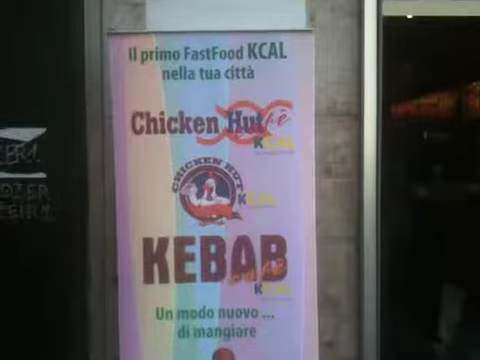 Il primo FastFood KCAL
nella tua città
Chicken Hut fè
KCAL
CHICKEN HUT
KCAL
KEBAB
KCAL
Un modo nuovo ...
di mangiare